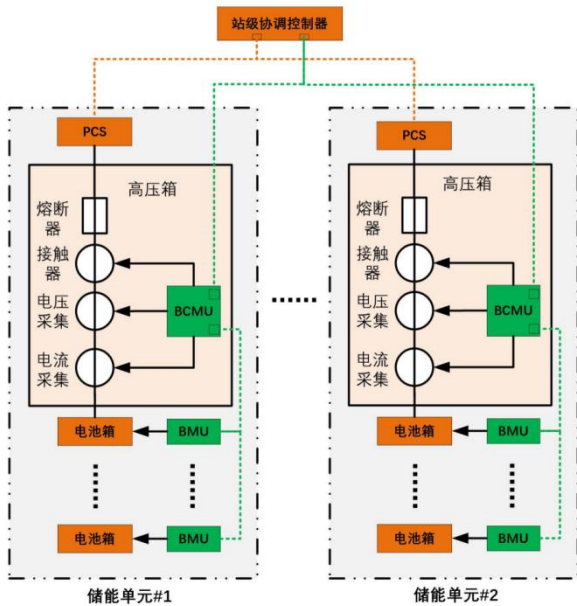 站级协调控制器
PCS
高压箱
熔断
器
接触
器
电压
采集
电流
采集
BCMU
电池箱
BMU
电池箱
BMU
储能单元#1
PCS
高压箱
熔断
器
接触
器
电压
采集
电流
采集
BCMU
电池箱
BMU
电池箱
BMU
储能单元#2